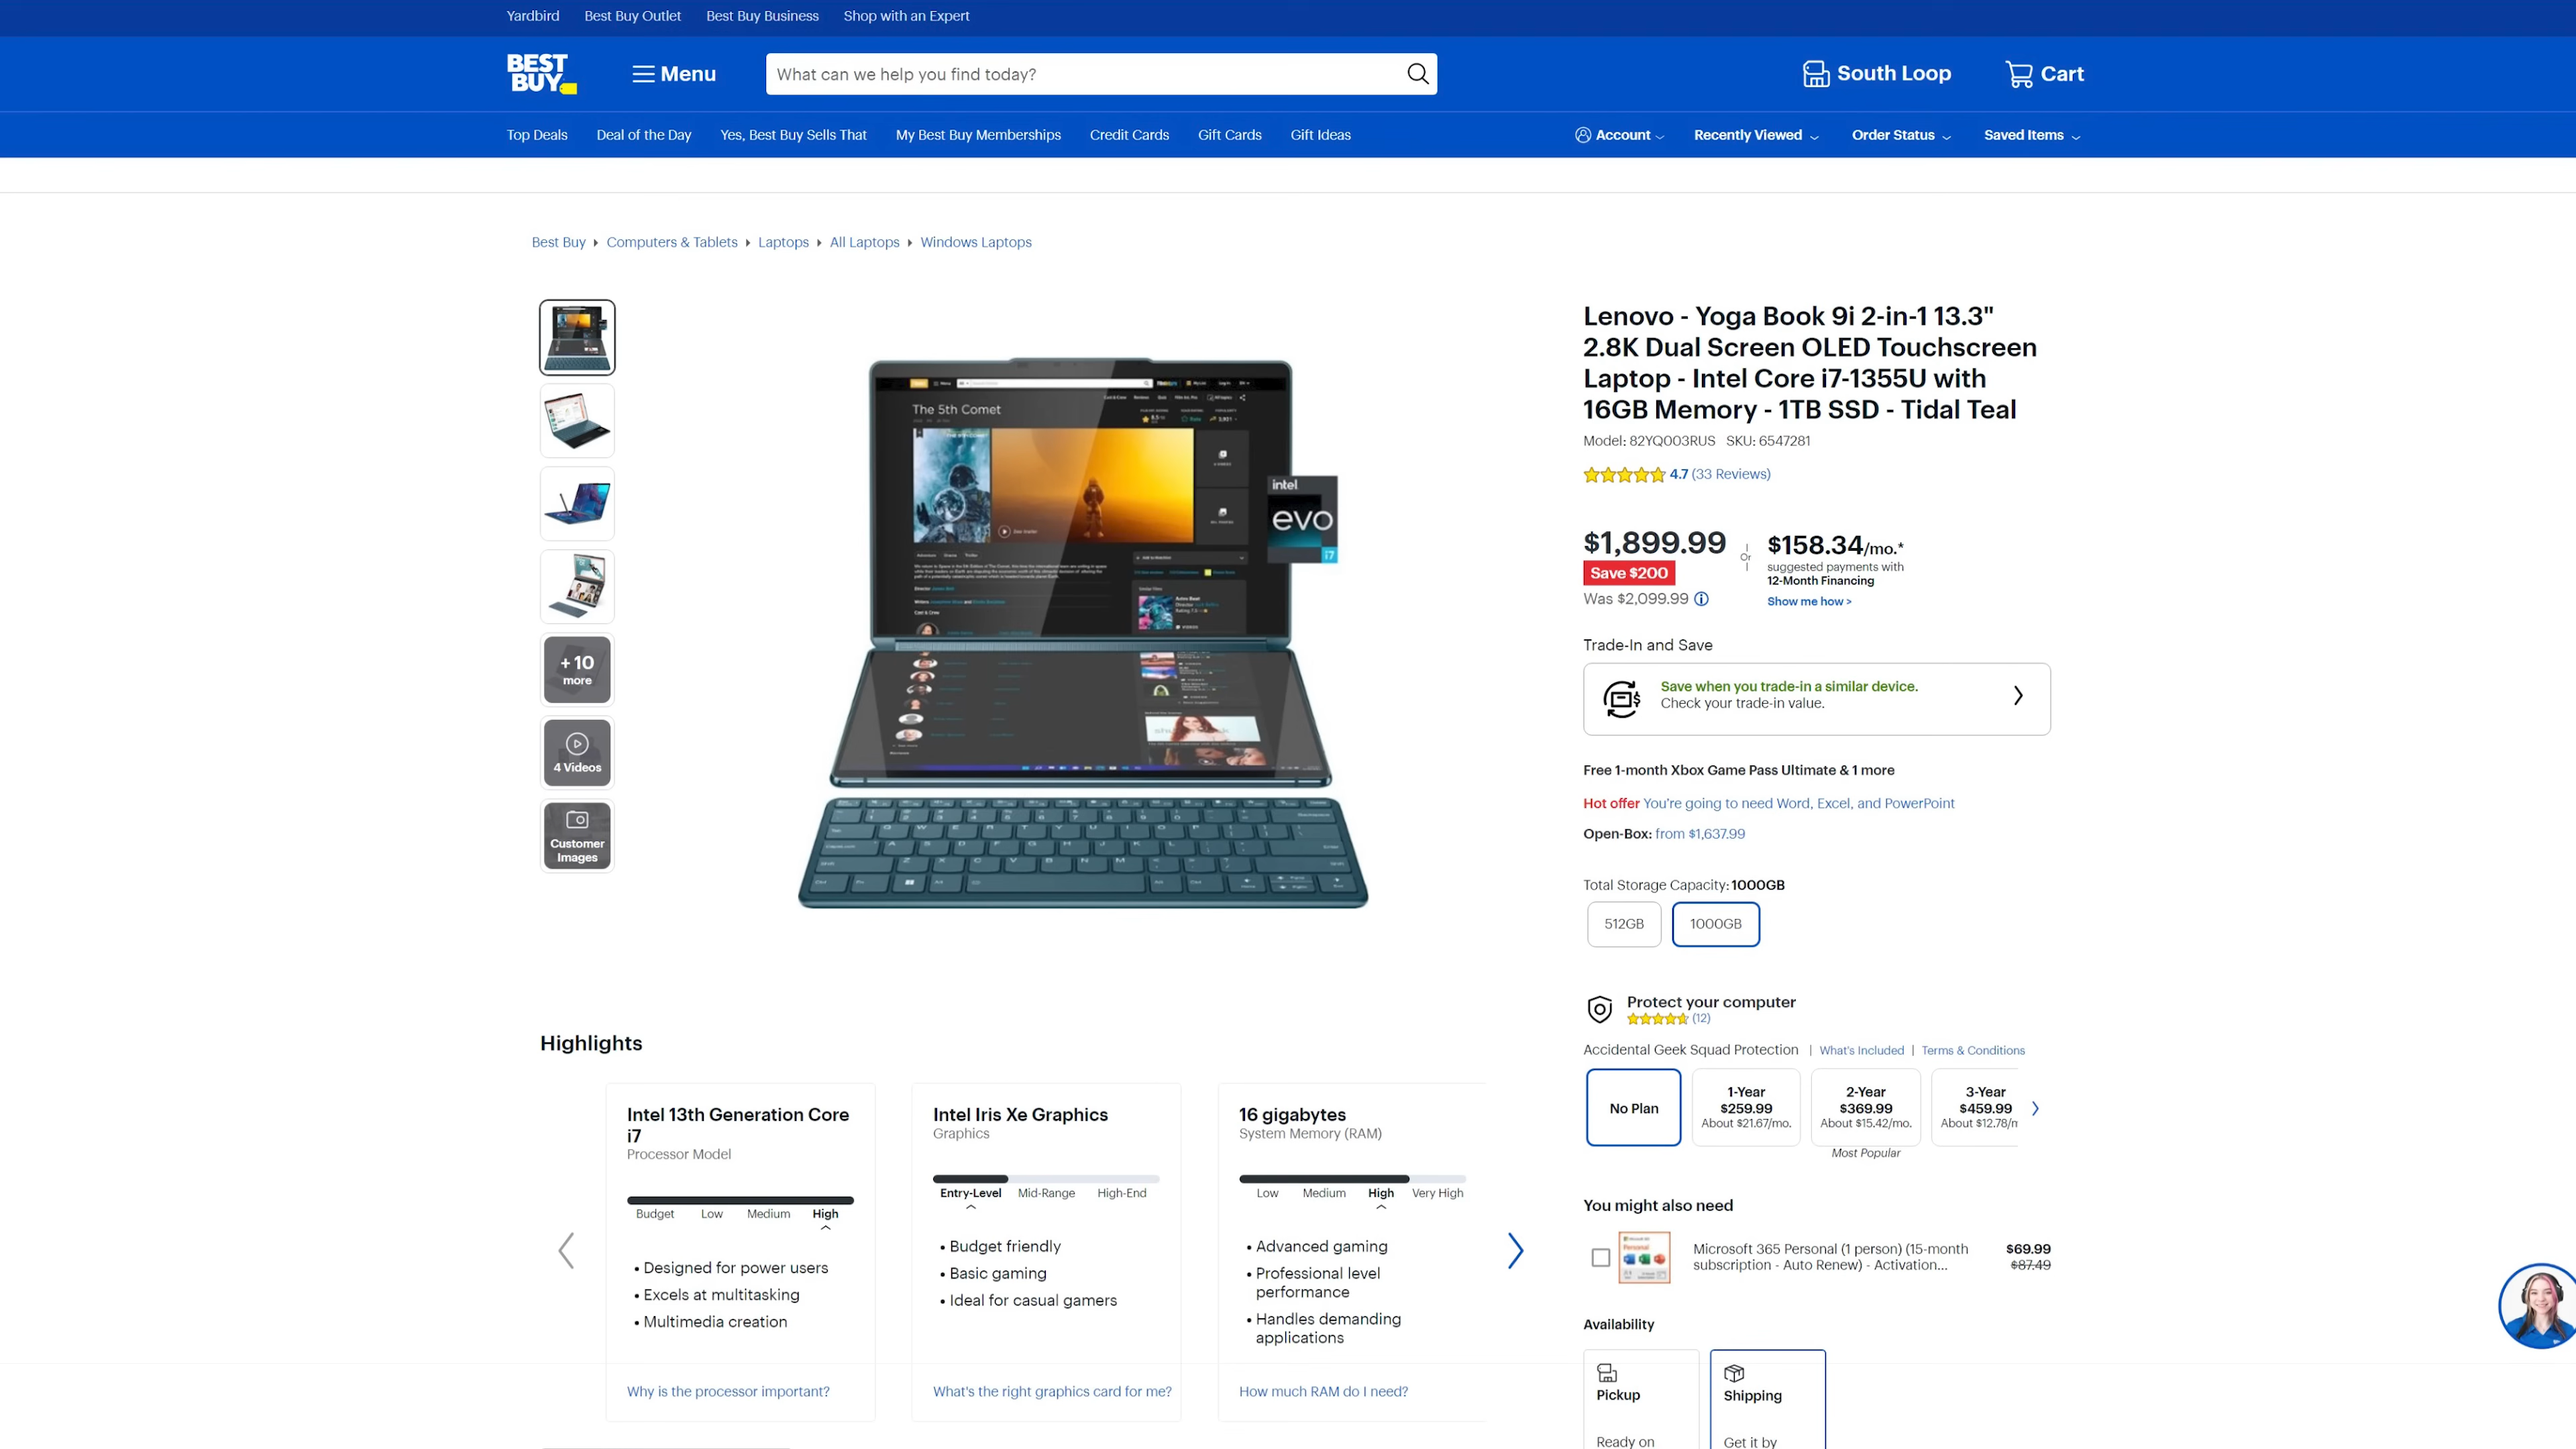 Yardbird Best Buy Outlet Best Buy Business Shop with an Expert
BEST BUY
Menu
What can we help you find today?
South Loop
Cart
Top Deals Deal of the Day Yes, Best Buy Sells That My Best Buy Memberships Credit Cards Gift Cards Gift Ideas
Account Recently Viewed Order Status Saved Items
Best Buy Computers & Tablets Laptops All Laptops Windows Laptops
+ 10
more
4 Videos
Customer
Images
The 5th Comet
intel
evo
i7
Lenovo - Yoga Book 9i 2-in-1 13.3"
2.8K Dual Screen OLED Touchscreen
Laptop - Intel Core i7-1355U with
16GB Memory - 1TB SSD - Tidal Teal
Model: 82YQ003RUS SKU: 6547281
4.7 (33 Reviews)
$1,899.99
Save $200
Was $2,099.99
Or
$158.34/mo.*
suggested payments with
12-Month Financing
Show me how >
Trade-In and Save
Save when you trade-in a similar device.
Check your trade-in value.
Free 1-month Xbox Game Pass Ultimate & 1 more
Hot offer You're going to need Word, Excel, and PowerPoint
Open-Box: from $1,637.99
Total Storage Capacity: 1000GB
512GB 1000GB
Protect your computer
(12)
Accidental Geek Squad Protection | What's Included | Terms & Conditions
No Plan
1-Year
$259.99
About $21.67/mo.
2-Year
$369.99
About $15.42/mo.
Most Popular
3-Year
$459.99
About $12.78/m
You might also need
Microsoft 365 Personal (1 person) (15-month
subscription - Auto Renew) - Activation...
$69.99
$87.49
Availability
Pickup
Ready on
Shipping
Get it by
Highlights
Intel 13th Generation Core
i7
Processor Model
Budget Low Medium High
• Designed for power users
• Excels at multitasking
• Multimedia creation
Why is the processor important?
Intel Iris Xe Graphics
Graphics
Entry-Level Mid-Range High-End
• Budget friendly
• Basic gaming
• Ideal for casual gamers
What's the right graphics card for me?
16 gigabytes
System Memory (RAM)
Low Medium High Very High
• Advanced gaming
• Professional level
performance
• Handles demanding
applications
How much RAM do I need?